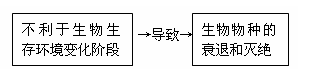 不利于生物生
存环境变化阶段
→导致→
生物物种的
衰退和灭绝